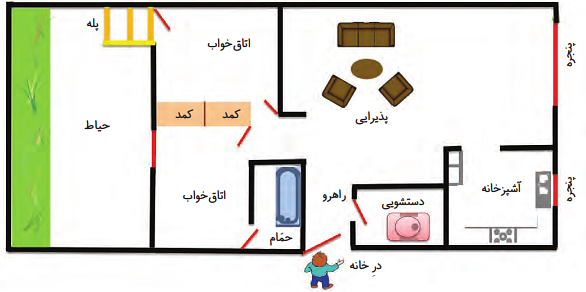 پله
اتاق‌خواب
پنجره
کمد
کمد
پذیرایی
حیاط
پنجره
آشپزخانه
راهرو
دستشویی
اتاق‌خواب
حمّام
درِ خانه